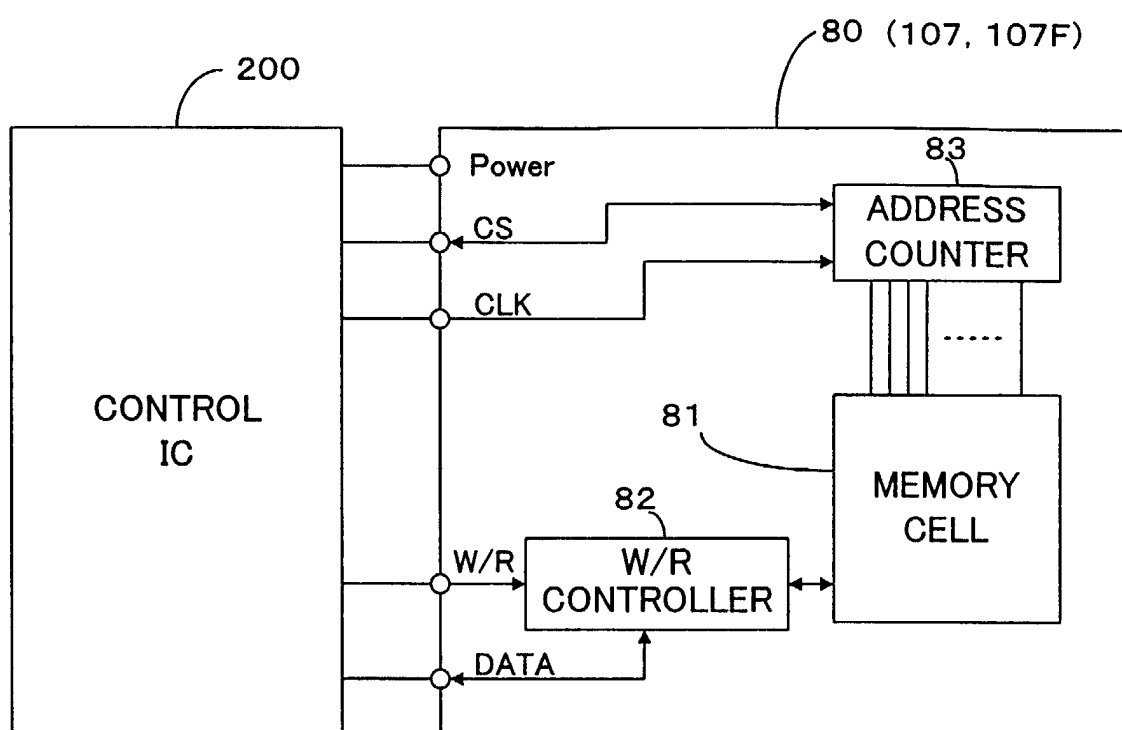 80 (107, 107F)
200
83
Power
ADDRESS
COUNTER
CS
CLK
CONTROL
IC
81
MEMORY
CELL
82
W/R
W/R
CONTROLLER
DATA